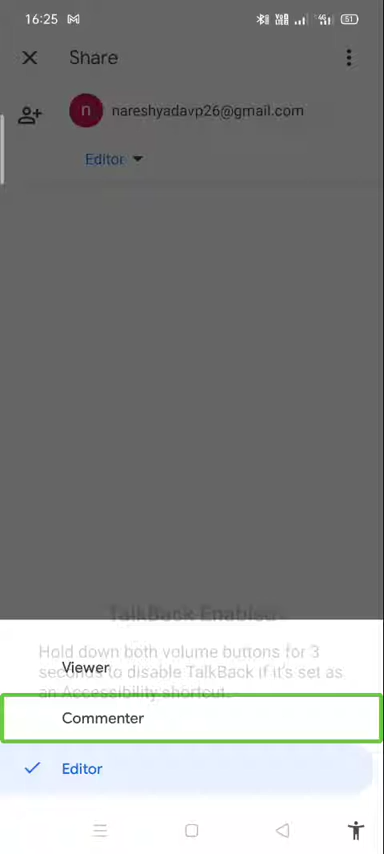 16:25
Share
n nareshyadavp26@gmail.com
Editor
TalkBack Enabled
Hold down both volume buttons for 3
Viewer
seconds to disable TalkBack if it's set as
an Accessibility shortcut.
Commenter
Editor